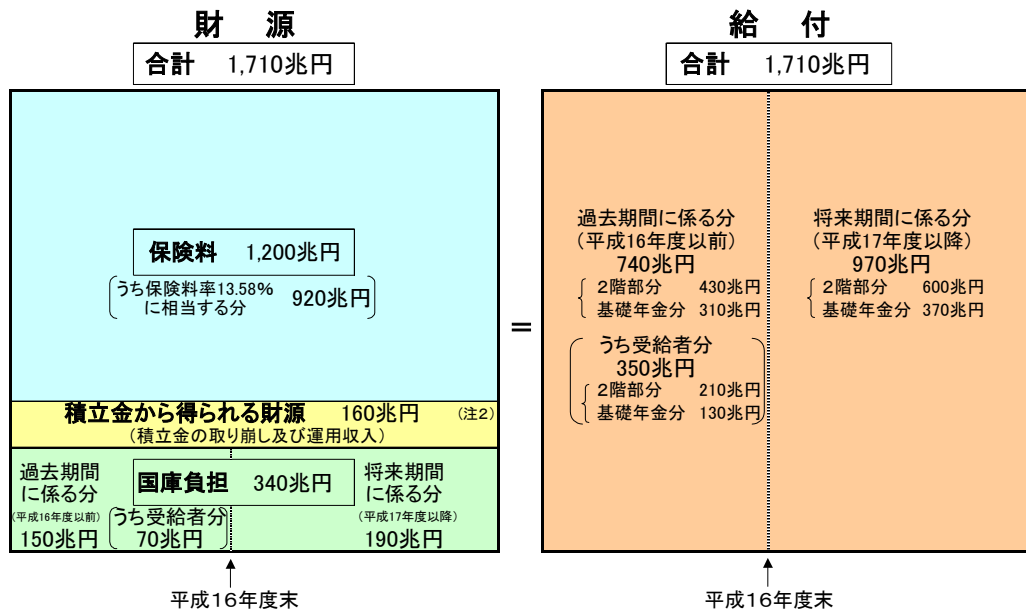 財 源
合計 1,710兆円
保険料 1,200兆円
うち保険料率13.58%
に相当する分
920兆円
積立金から得られる財源 160兆円 (注2)
(積立金の取り崩し及び運用収入)
国庫負担 340兆円
過去期間
に係る分
(平成16年度以前)
150兆円
うち受給者分
70兆円
将来期間
に係る分
(平成17年度以降)
190兆円
平成16年度末
=
給 付
合計 1,710兆円
過去期間に係る分
(平成16年度以前)
740兆円
2階部分 430兆円
基礎年金分 310兆円
うち受給者分
350兆円
2階部分 210兆円
基礎年金分 130兆円
将来期間に係る分
(平成17年度以降)
970兆円
2階部分 600兆円
基礎年金分 370兆円
平成16年度末